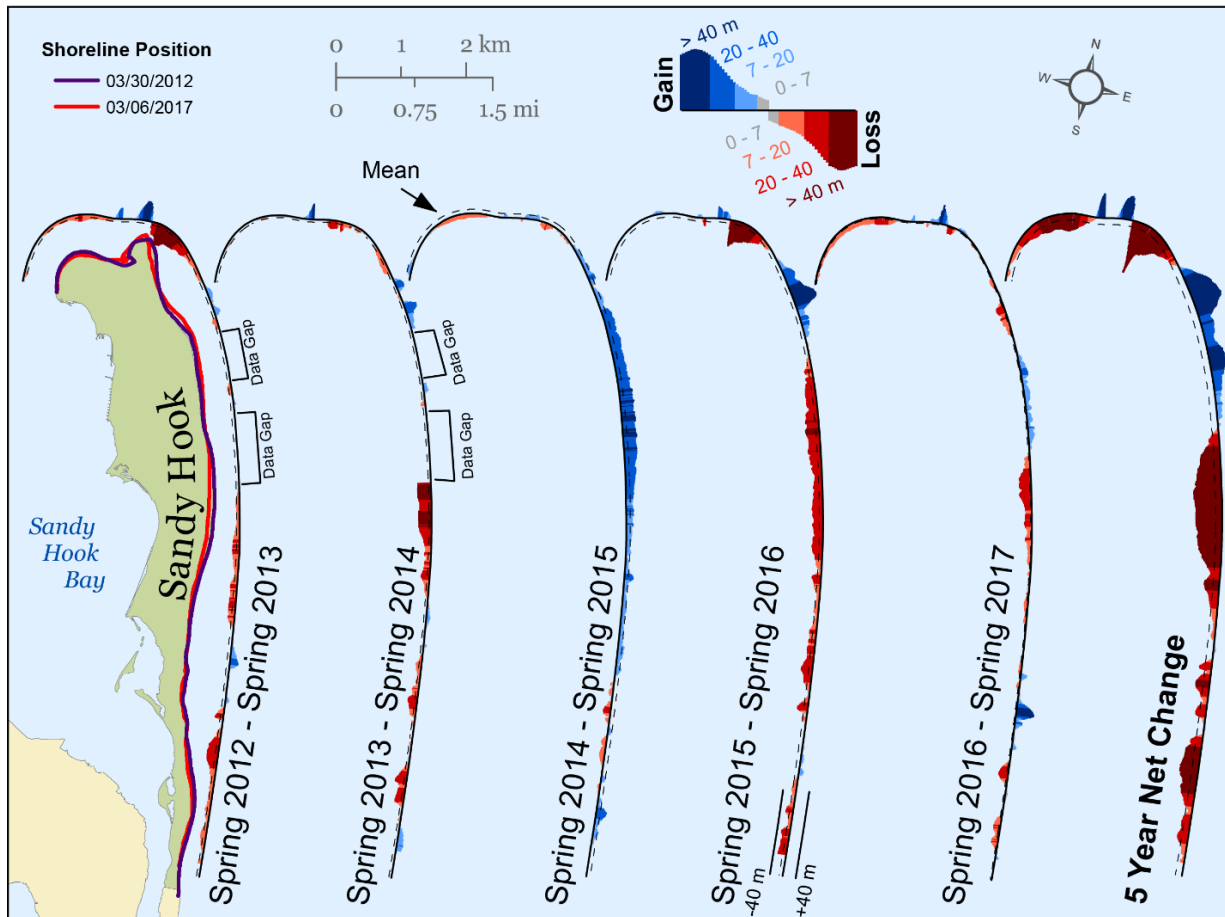 Shoreline Position
03/30/2012
03/06/2017
0 1 2 km
0 0.75 1.5 mi
Gain
> 40 m
20 - 40
7 - 20
0 - 7
0 - 7
7 - 20
20 - 40
> 40 m
Loss
N
W
E
S
Mean
Data Gap
Data Gap
Data Gap
Data Gap
Sandy Hook
Sandy
Hook
Bay
Spring 2012 - Spring 2013
Spring 2013 - Spring 2014
Spring 2014 - Spring 2015
Spring 2015 - Spring 2016
Spring 2016 - Spring 2017
5 Year Net Change
-40 m
+40 m